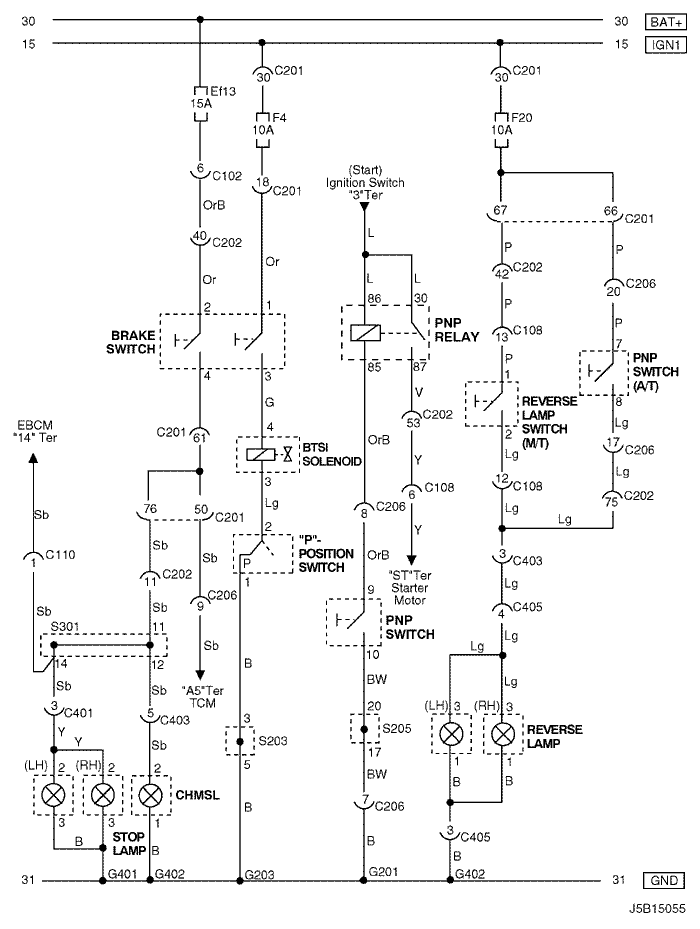 30 30 BAT+
15 15 IGN1
30 C201 30 C201 30 C201
Ef13
15A
F4
10A
F20
10A
6 C102
18 C201
(Start)
Ignition Switch
"3"Ter
OrB
67 66 C201
40 C202
L
P P
42 C202
20 C206
Or Or
L L
P P
2 1
86 30
BRAKE
SWITCH
PNP
RELAY
13 C108
7
PNP
SWITCH
(A/T)
4 3
85 87
P
1
8
REVERSE
LAMP
SWITCH
(M/T)
2
G
V
Lg
EBCM
"14" Ter
C201 61
4
53 C202
17 C206
BTSI
SOLENOID
OrB
Lg
3
Y
Lg
12 C108
75 C202
76 50 C201
Lg
6 C108
Lg
Lg
Sb
2
8 C206
Y
"P"-
POSITION
SWITCH
P
1
Sb Sb
C110
1
11 C202
OrB
3 C403
"ST"Ter
Starter
Motor
Lg
9 C206
9
4 C405
Sb Sb
PNP
SWITCH
S301 11
Sb
10
Lg
14 12
B
Lg
Sb Sb
"A5"Ter
TCM
BW
Lg
3 C401
5 C403
3
S203
5
20
S205
17
(LH) 3 (RH) 3
REVERSE
LAMP
1 1
Y Y
Sb
BW
B B
(LH) 2 (RH) 2 2
CHMSL
3 3 1
B
7 C206
3 C405
STOP
LAMP
B B
B
B
31 G401 G402 G203 G201 G402 31 GND
J5B15055